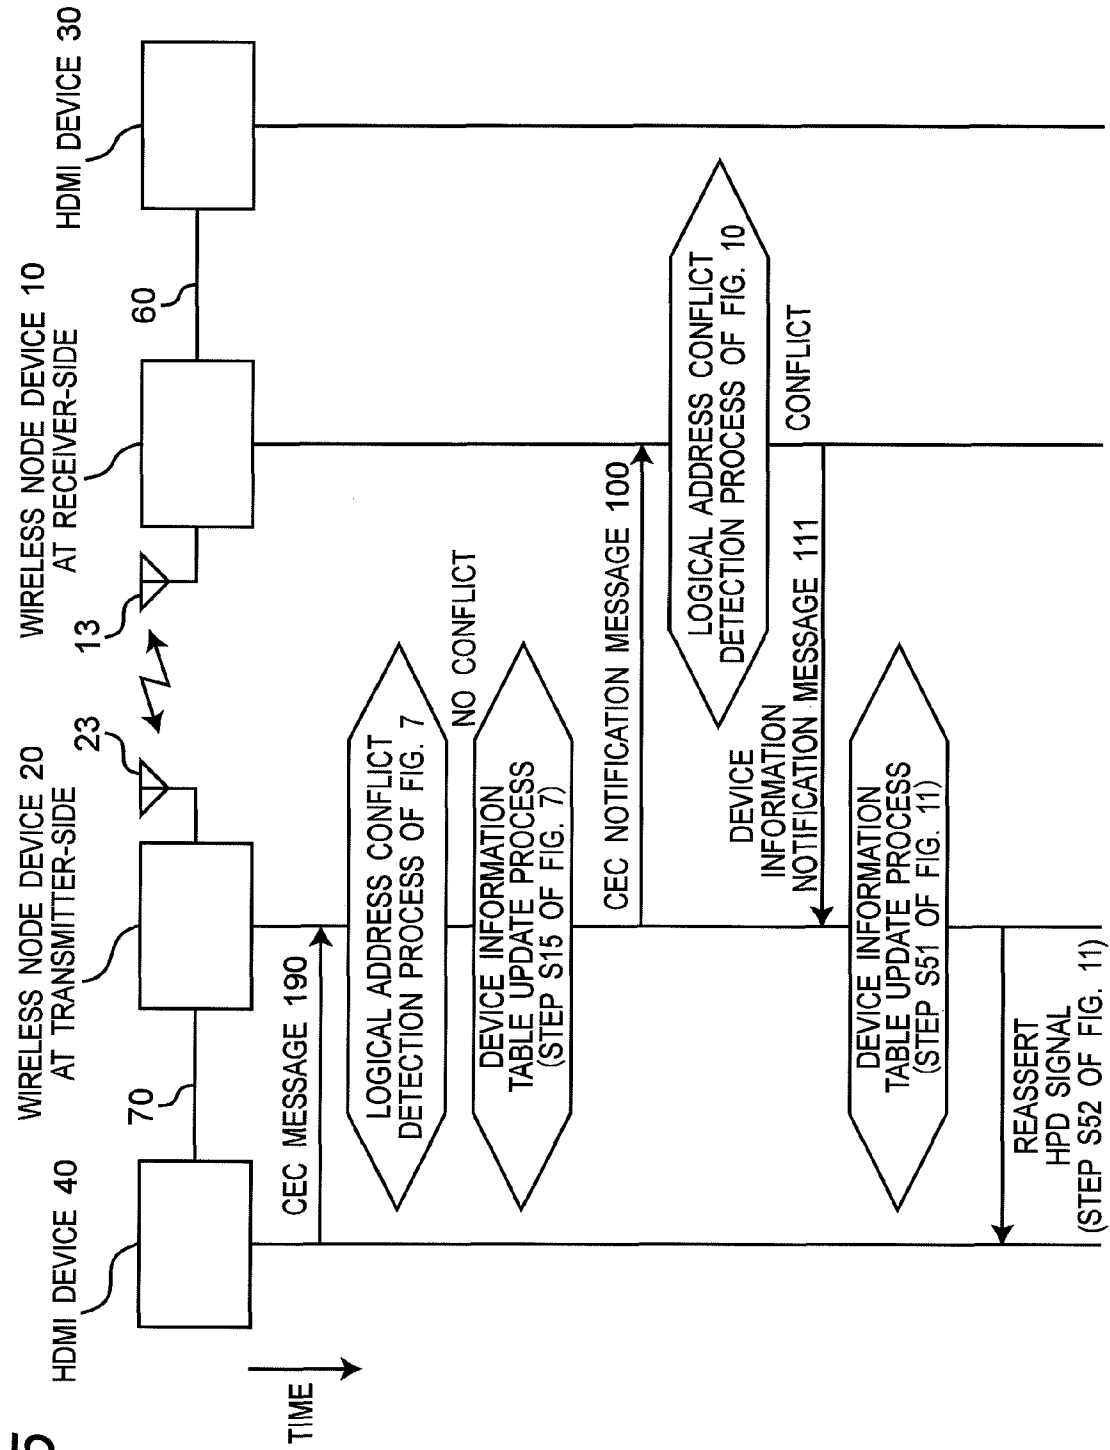 5
HDMI DEVICE 40
WIRELESS NODE DEVICE 20
AT TRANSMITTER-SIDE
WIRELESS NODE DEVICE 10
AT RECEIVER-SIDE
HDMI DEVICE 30
70
23
13
60
TIME
CEC MESSAGE 190
LOGICAL ADDRESS CONFLICT
DETECTION PROCESS OF FIG. 7
NO CONFLICT
DEVICE INFORMATION
TABLE UPDATE PROCESS
(STEP S15 OF FIG. 7)
CEC NOTIFICATION MESSAGE 100
LOGICAL ADDRESS CONFLICT
DETECTION PROCESS OF FIG. 10
CONFLICT
DEVICE
INFORMATION
NOTIFICATION MESSAGE 111
DEVICE INFORMATION
TABLE UPDATE PROCESS
(STEP S51 OF FIG. 11)
REASSERT
HPD SIGNAL
(STEP S52 OF FIG. 11)